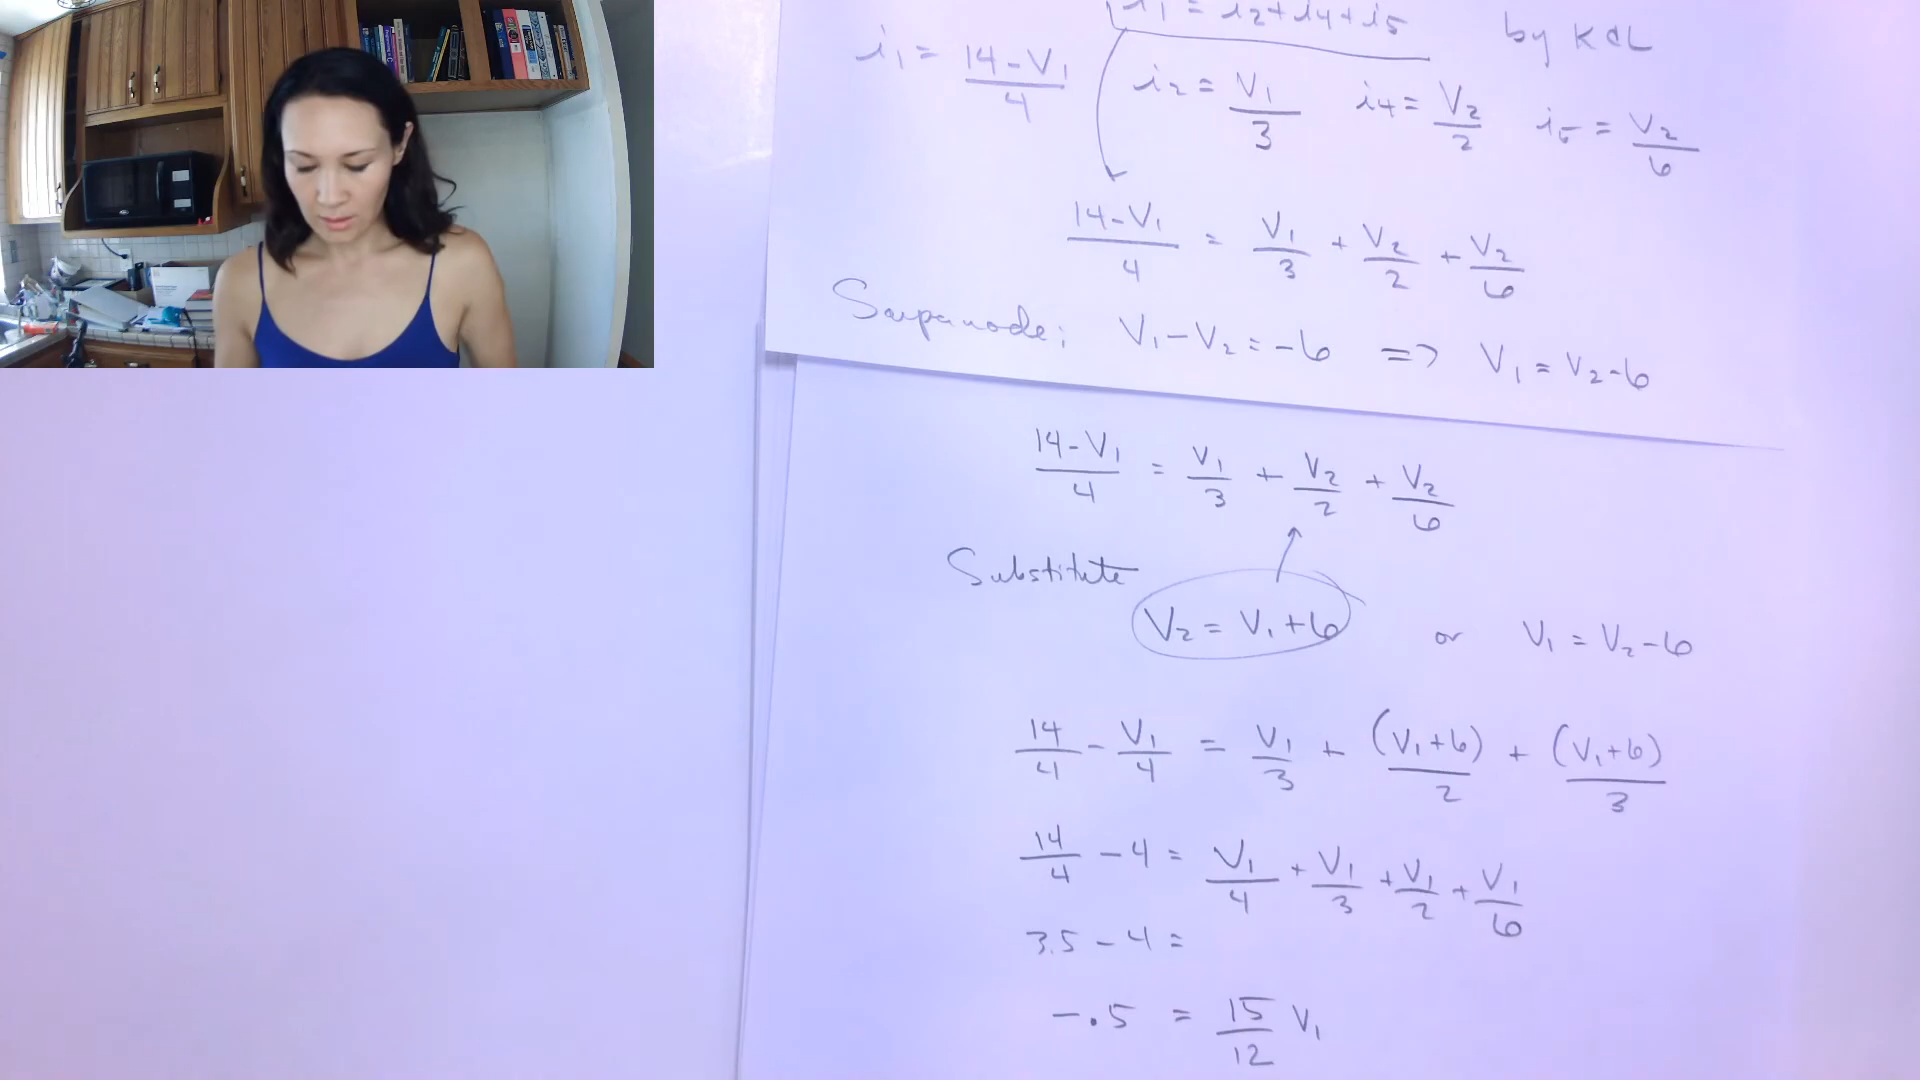 i1 = i2 + i4 + i5 by KCL
i1 = 14-V1/4 i2 = V1/3 i4 = V2/2 i5 = V2/6
14-V1/4 = V1/3 + V2/2 + V2/6
Supernode: V1 - V2 = -6 => V1 = V2 - 6
14-V1/4 = V1/3 + V2/2 + V2/6
Substitute
V2 = V1 + 6 or V1 = V2 - 6
14/4 - V1/4 = V1/3 + (V1+6)/2 + (V1+6)/3
14/4 - 4 = V1/4 + V1/3 + V1/2 + V1/6
3.5 - 4 =
-.5 = 15/12 V1